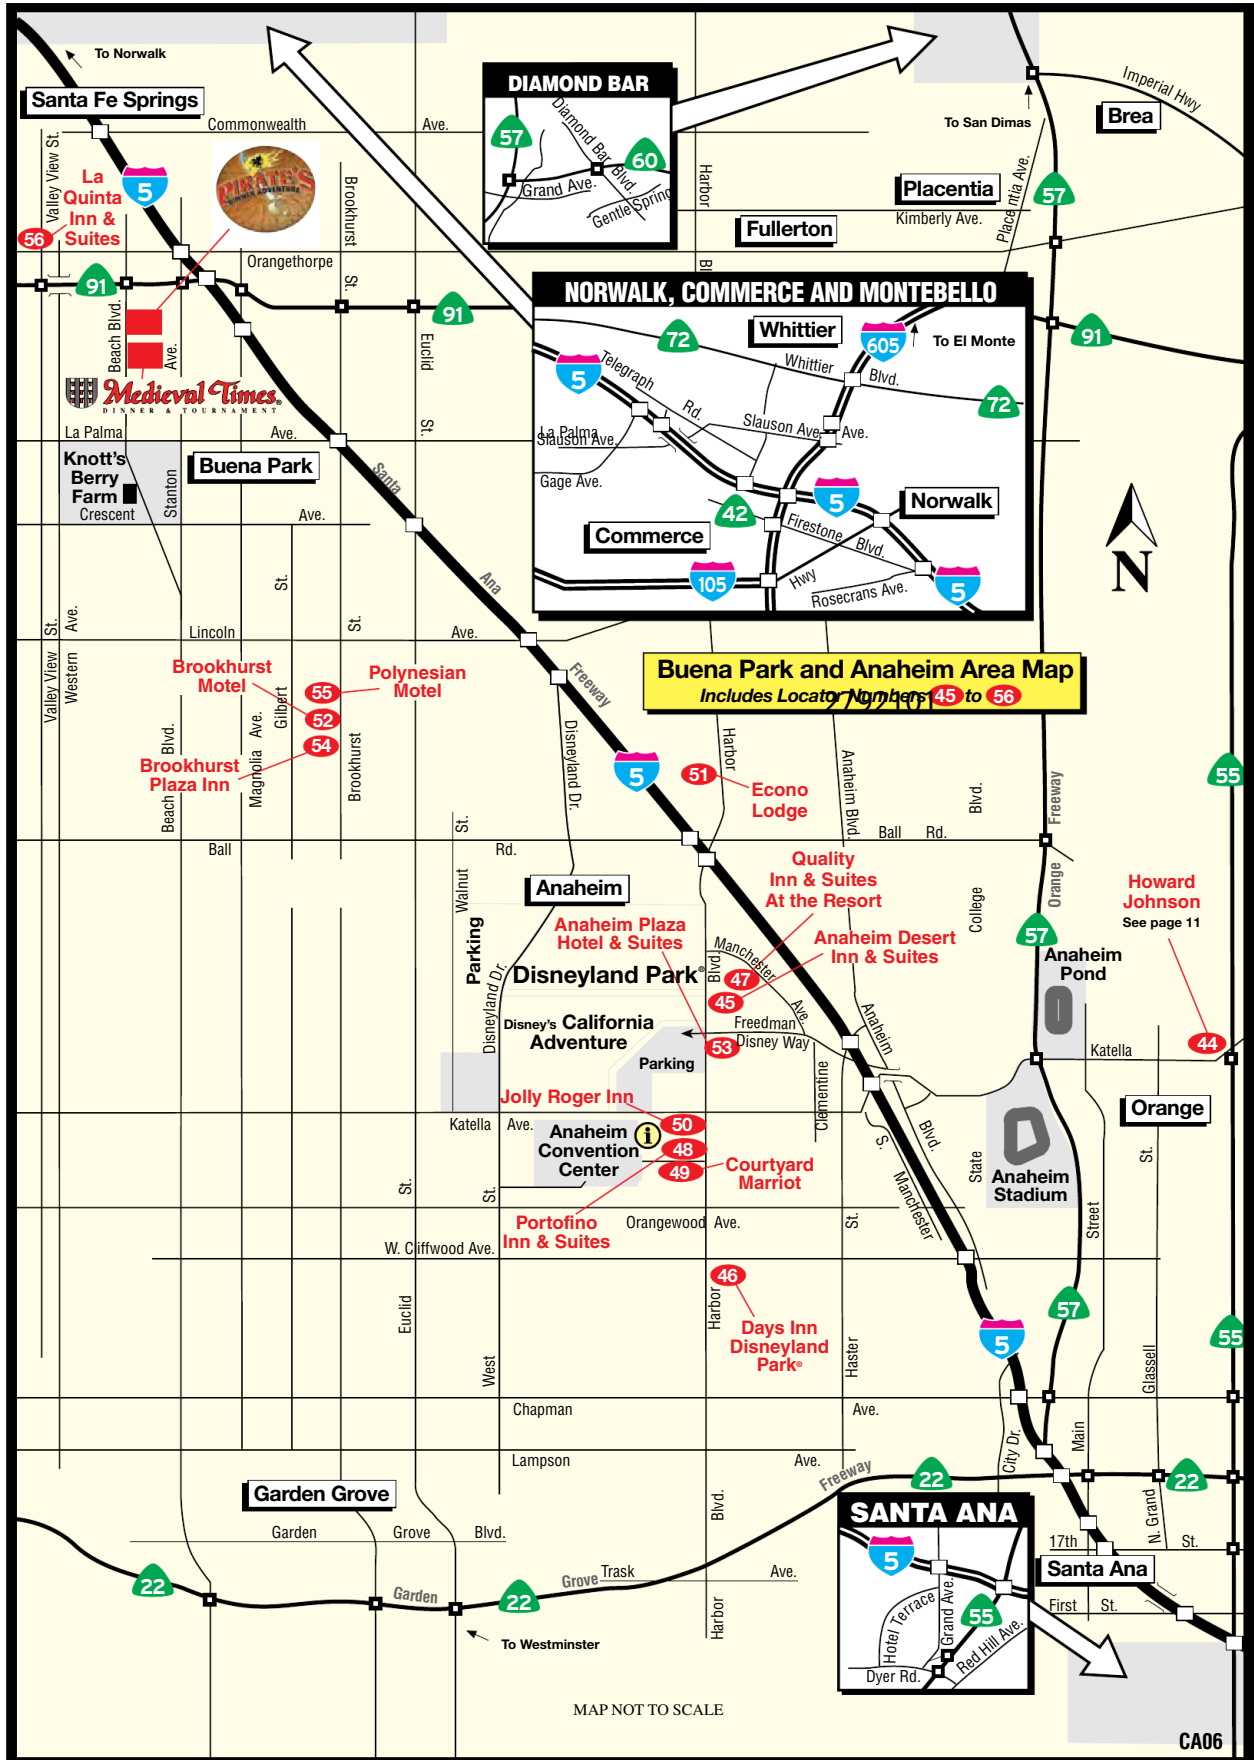 To Norwalk
Santa Fe Springs
Commonwealth
Ave.
Valley View St.
La
Quinta
Inn &
Suites
56
5
PIRATE'S
DINNER ADVENTURE
Brookhurst
St.
Orangethorpe
91
91
Beach Blvd.
Ave.
Euclid
St.
Medieval Times®
DINNER & TOURNAMENT
La Palma
Ave.
Knott's
Berry
Farm
Crescent
Ave.
Stanton
Buena Park
DIAMOND BAR
57
60
Diamond Bar
Blvd.
Grand Ave.
Gentle Spring
To San Dimas
Imperial Hwy
Brea
Placentia
Placentia Ave.
57
Kimberly Ave.
Fullerton
Harbor
Bl
91
NORWALK, COMMERCE AND MONTEBELLO
72
Whittier
605
To El Monte
5
Telegraph
Rd.
Whittier
Blvd.
72
La Palma
Slauson Ave.
Slauson Ave.
Ave.
Gage Ave.
42
5
Norwalk
Commerce
Firestone
Blvd.
105
Hwy
Rosecrans Ave.
5
N
Santa
Ana
Freeway
St.
Ave.
Valley View
Western
Lincoln
Ave.
St.
St.
Brookhurst
Motel
Polynesian
Motel
55
52
54
Brookhurst
Plaza Inn
Gilbert
Ave.
Magnolia
Blvd.
Beach
Brookhurst
Buena Park and Anaheim Area Map
Includes Locator Numbers 45 to 56
2792101
Disneyland Dr.
5
Harbor
51
Econo
Lodge
Anaheim Blvd.
Blvd.
College
Freeway
Orange
55
Ball
Rd.
Ball
Rd.
St.
Walnut
Anaheim
Quality
Inn & Suites
At the Resort
Anaheim Plaza
Hotel & Suites
Anaheim Desert
Inn & Suites
Howard
Johnson
See page 11
57
Anaheim
Pond
Parking
Disneyland Dr.
Disneyland Park®
Blvd.
Manchester
Ave.
47
45
Disney's California
Adventure
Freedman
Disney Way
53
Parking
Anaheim
Clementine
44
Katella
Jolly Roger Inn
Katella
Ave.
50
48
49
Anaheim
Convention
Center
i
Courtyard
Marriot
S.
Manchester
Blvd.
State
Anaheim
Stadium
Orange
St.
Street
St.
St.
Portofino
Inn & Suites
Orangewood Ave.
St.
W. Cliffwood Ave.
46
Days Inn
Disneyland
Park®
Harbor
Euclid
West
Haster
57
5
55
Glassell
Chapman
Ave.
City Dr.
Main
Lampson
Ave.
Freeway
22
22
N. Grand
Garden Grove
Garden
Grove
Blvd.
Blvd.
17th
St.
Santa Ana
First
St.
22
Garden
22
Grove
Trask
Ave.
Harbor
To Westminster
SANTA ANA
5
Hotel Terrace
Grand Ave.
55
Red Hill Ave.
Dyer Rd.
MAP NOT TO SCALE
CA06